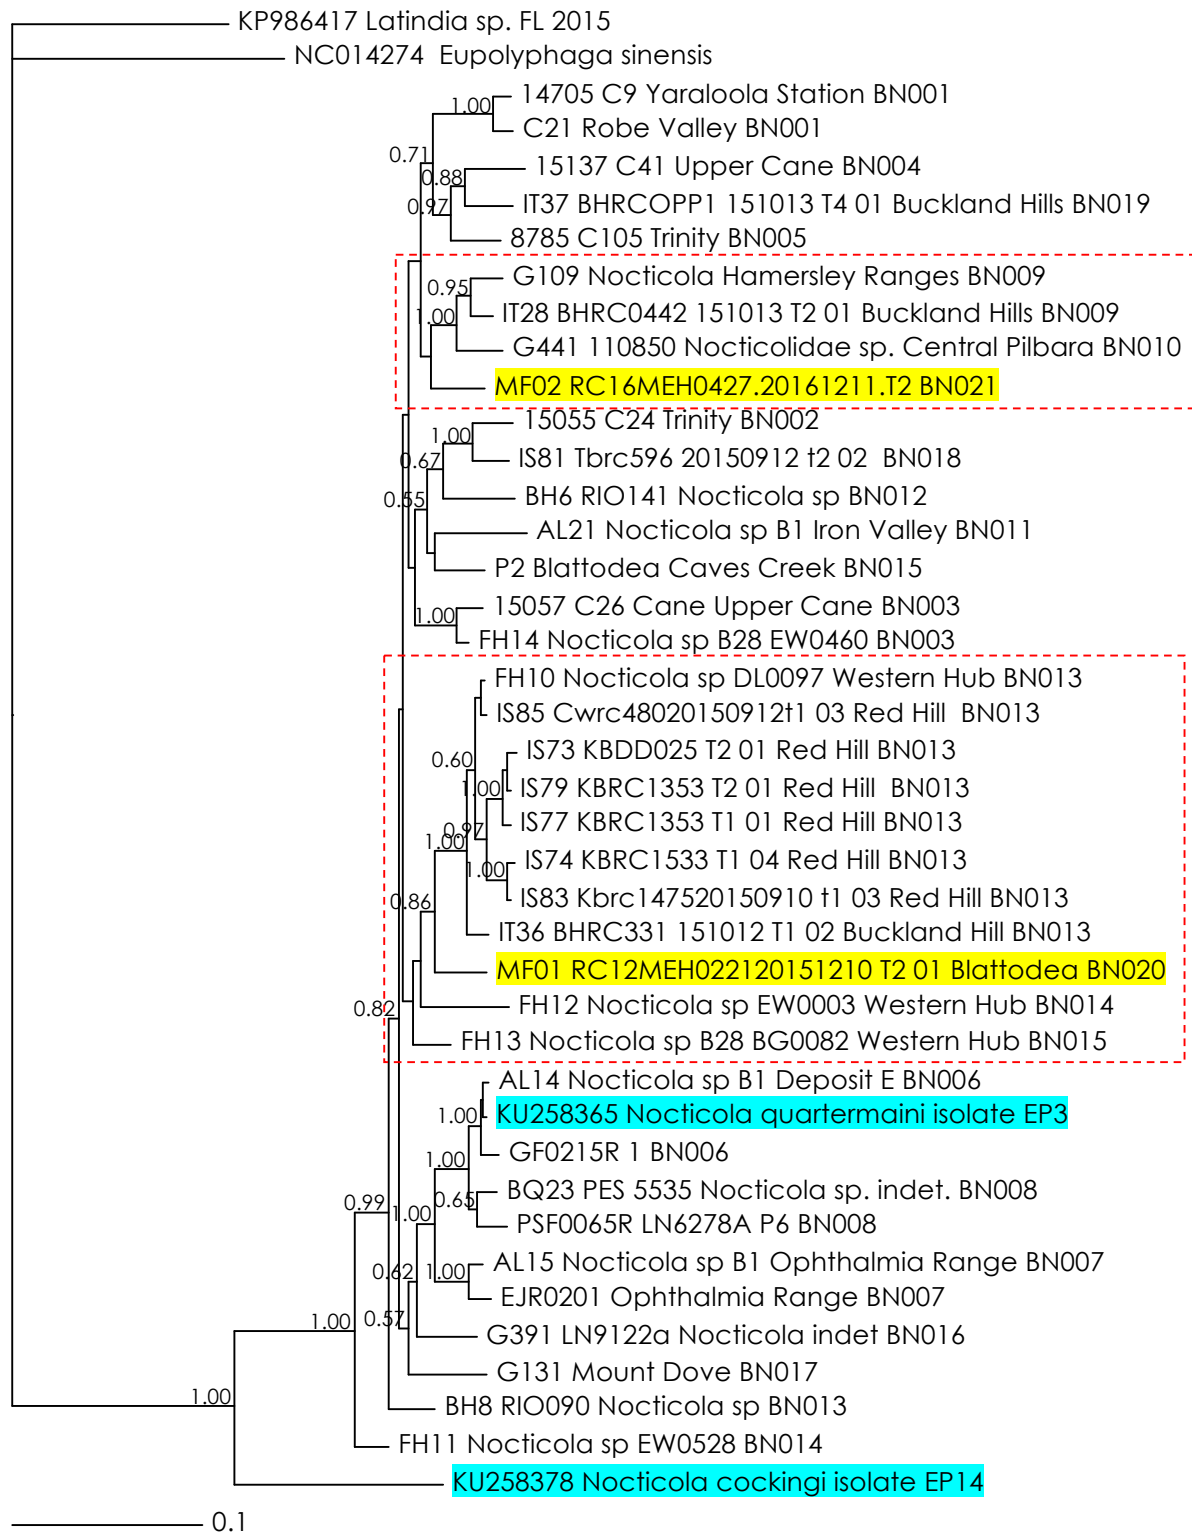 KP986417 Latindia sp. FL 2015
NC014274  Eupolyphaga sinensis
14705 C9 Yaraloola Station BN001
1.00
C21 Robe Valley BN001
0.71
15137 C41 Upper Cane BN004
0.88
IT37 BHRCOPP1 151013 T4 01 Buckland Hills BN019
0.97
8785 C105 Trinity BN005
G109 Nocticola Hamersley Ranges BN009
0.95
IT28 BHRC0442 151013 T2 01 Buckland Hills BN009
1.00
G441 110850 Nocticolidae sp. Central Pilbara BN010
MF02 RC16MEH0427.20161211.T2 BN021
15055 C24 Trinity BN002
1.00
IS81 Tbrc596 20150912 t2 02  BN018
0.67
BH6 RIO141 Nocticola sp BN012
0.55
AL21 Nocticola sp B1 Iron Valley BN011
P2 Blattodea Caves Creek BN015
15057 C26 Cane Upper Cane BN003
1.00
FH14 Nocticola sp B28 EW0460 BN003
FH10 Nocticola sp DL0097 Western Hub BN013
IS85 Cwrc48020150912t1 03 Red Hill  BN013
IS73 KBDD025 T2 01 Red Hill BN013
0.60
IS79 KBRC1353 T2 01 Red Hill  BN013
1.00
IS77 KBRC1353 T1 01 Red Hill BN013
0.97
1.00
IS74 KBRC1533 T1 04 Red Hill BN013
1.00
IS83 Kbrc147520150910 t1 03 Red Hill BN013
0.86
IT36 BHRC331 151012 T1 02 Buckland Hill BN013
MF01 RC12MEH022120151210 T2 01 Blattodea BN020
FH12 Nocticola sp EW0003 Western Hub BN014
0.82
FH13 Nocticola sp B28 BG0082 Western Hub BN015
AL14 Nocticola sp B1 Deposit E BN006
1.00
KU258365 Nocticola quartermaini isolate EP3
GF0215R 1 BN006
1.00
BQ23 PES 5535 Nocticola sp. indet. BN008
0.65
0.99
1.00
PSF0065R LN6278A P6 BN008
AL15 Nocticola sp B1 Ophthalmia Range BN007
0.62
1.00
EJR0201 Ophthalmia Range BN007
1.00
0.57
G391 LN9122a Nocticola indet BN016
G131 Mount Dove BN017
1.00
BH8 RIO090 Nocticola sp BN013
FH11 Nocticola sp EW0528 BN014
KU258378 Nocticola cockingi isolate EP14
0.1